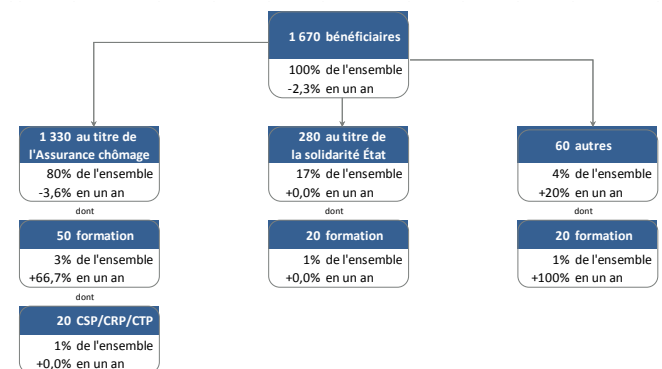 1 670 bénéficiaires
100% de l'ensemble
-2,3% en un an
1 330 au titre de
l'Assurance chômage
80% de l'ensemble
-3,6% en un an
dont
50 formation
3% de l'ensemble
+66,7% en un an
dont
20 CSP/CRP/CTP
1% de l'ensemble
+0,0% en un an
280 au titre de
la solidarité État
17% de l'ensemble
+0,0% en un an
dont
20 formation
1% de l'ensemble
+0,0% en un an
60 autres
4% de l'ensemble
+20% en un an
dont
20 formation
1% de l'ensemble
+100% en un an